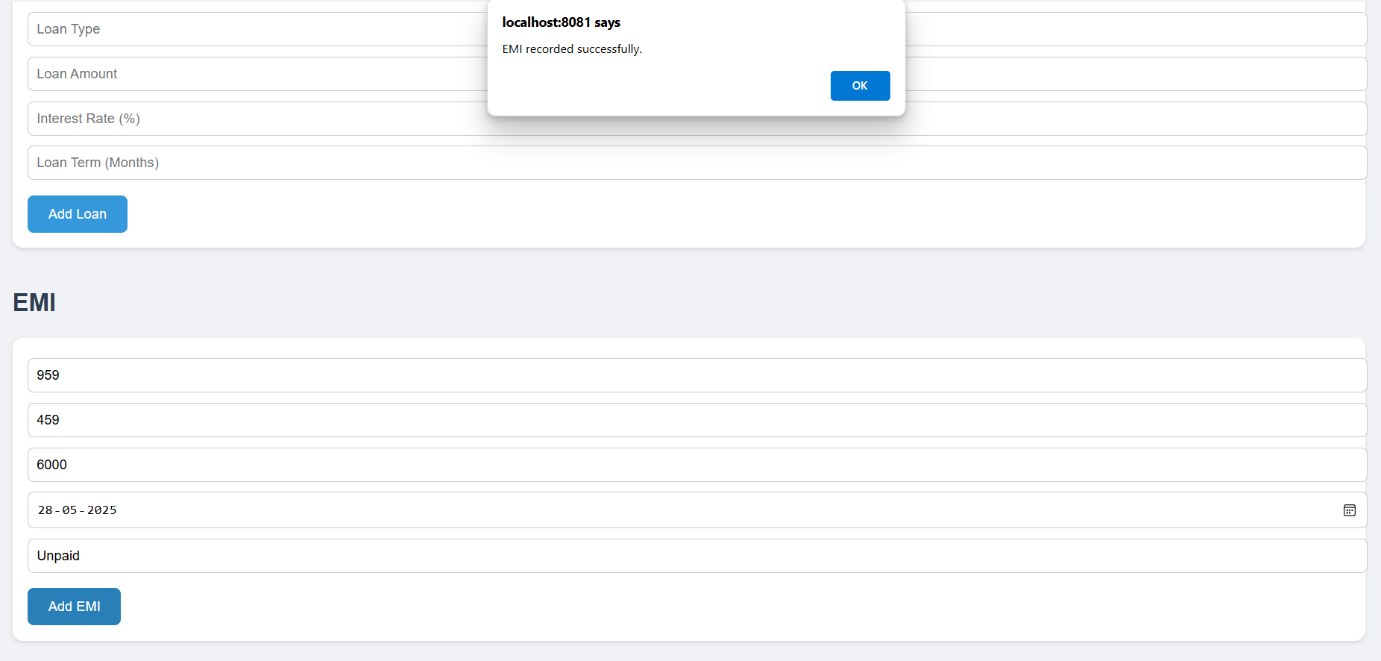 localhost:8081 says
EMI recorded successfully.
OK
Loan Type
Loan Amount
Interest Rate (%)
Loan Term (Months)
Add Loan
EMI
959
459
6000
28-05-2025
Unpaid
Add EMI